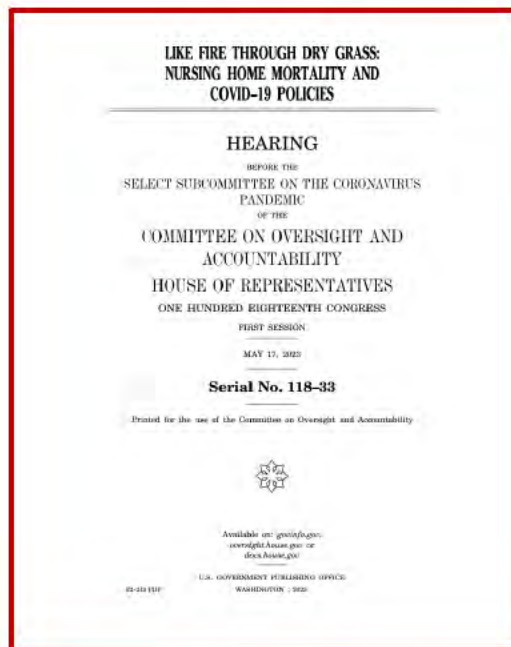 LIKE FIRE THROUGH DRY GRASS:
NURSING HOME MORTALITY AND
COVID–19 POLICIES
HEARING
BEFORE THE
SELECT SUBCOMMITTEE ON THE CORONAVIRUS
PANDEMIC
OF THE
COMMITTEE ON OVERSIGHT AND
ACCOUNTABILITY
HOUSE OF REPRESENTATIVES
ONE HUNDRED EIGHTEENTH CONGRESS
FIRST SESSION
MAY 17, 2023
Serial No. 118–33
Printed for the use of the Committee on Oversight and Accountability
Available on: govinfo.gov,
oversight.house.gov or
docs.house.gov
U.S. GOVERNMENT PUBLISHING OFFICE
PDF WASHINGTON : 2023